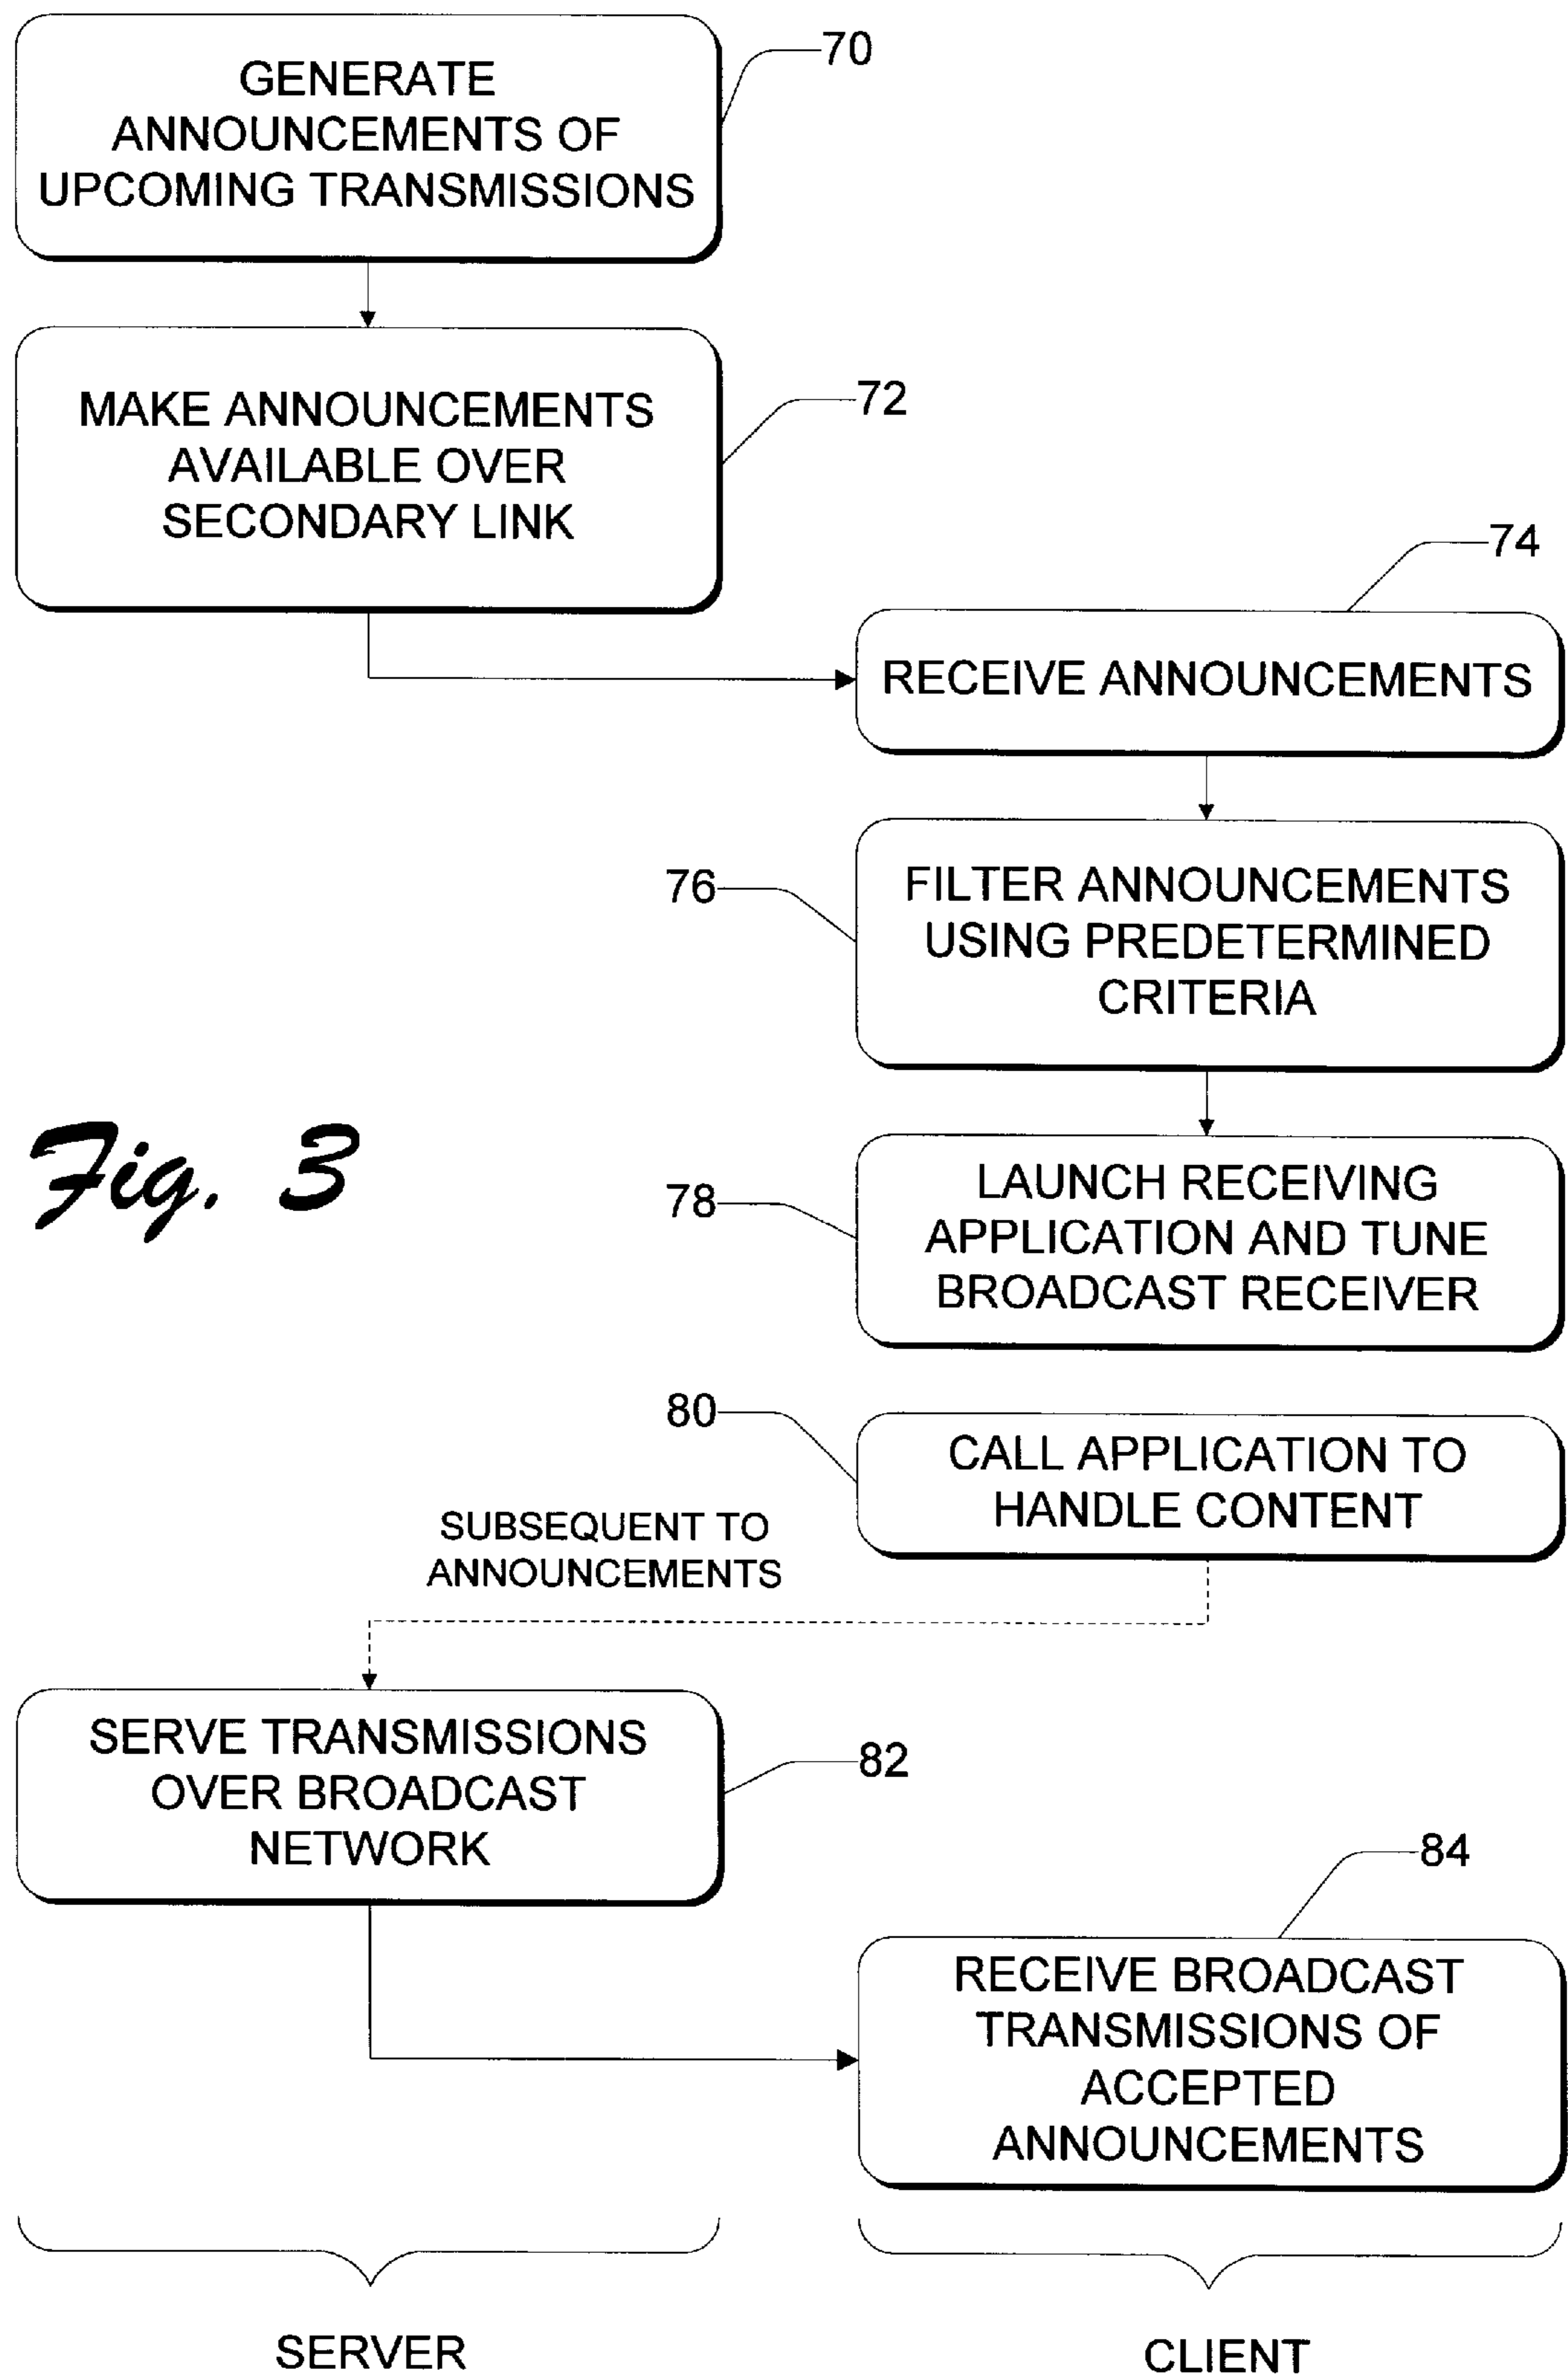 70
GENERATE
ANNOUNCEMENTS OF
UPCOMING TRANSMISSIONS
72
MAKE ANNOUNCEMENTS
AVAILABLE OVER
SECONDARY LINK
74
RECEIVE ANNOUNCEMENTS
76
FILTER ANNOUNCEMENTS
USING PREDETERMINED
CRITERIA
Fig. 3
78
LAUNCH RECEIVING
APPLICATION AND TUNE
BROADCAST RECEIVER
80
CALL APPLICATION TO
HANDLE CONTENT
SUBSEQUENT TO
ANNOUNCEMENTS
SERVE TRANSMISSIONS
OVER BROADCAST
NETWORK
82
84
RECEIVE BROADCAST
TRANSMISSIONS OF
ACCEPTED
ANNOUNCEMENTS
SERVER
CLIENT